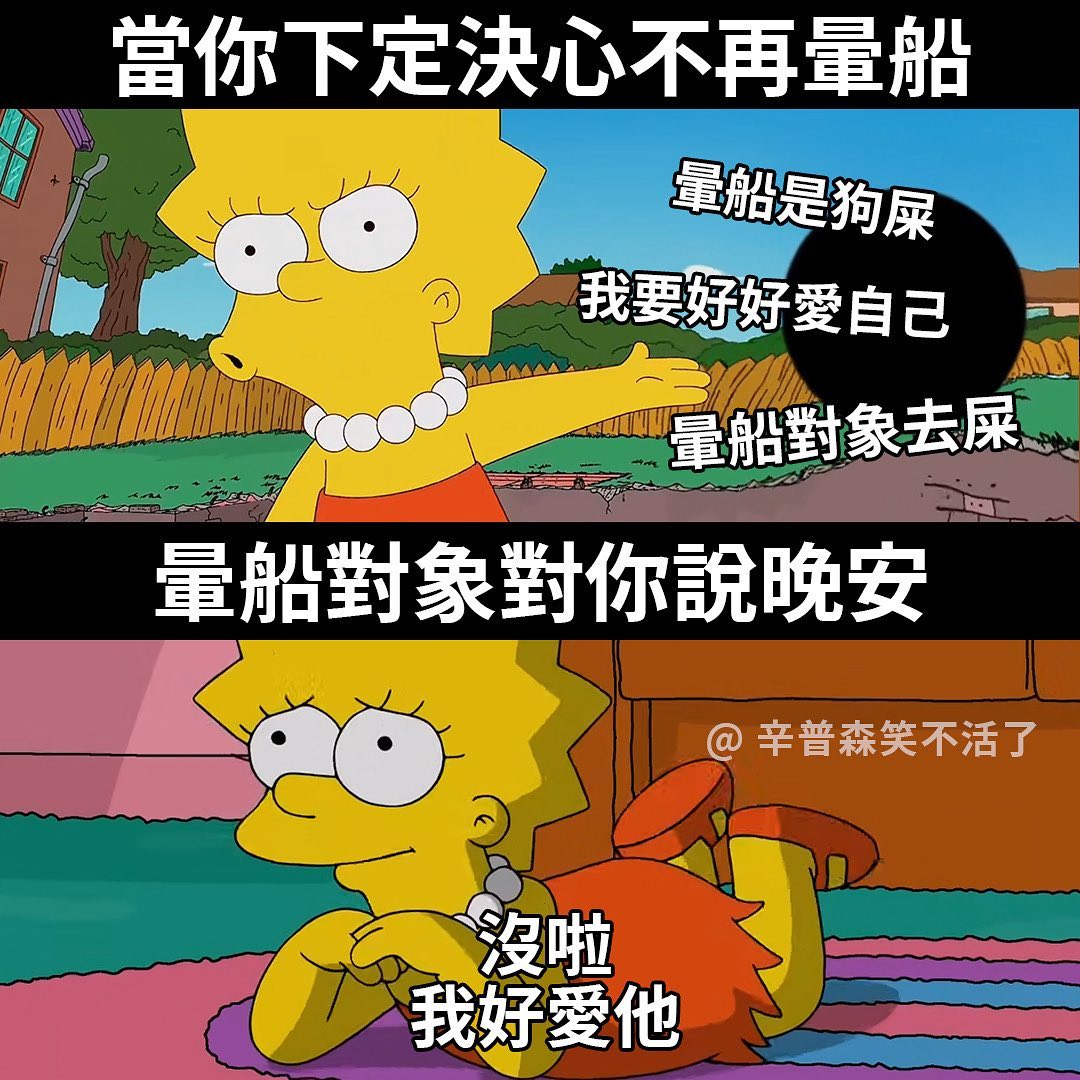 當你下定決心不再暈船
暈船是狗屎
我要好好愛自己
暈船對象去屎
暈船對象對你說晚安
@ 辛普森笑不活了
沒啦
我好愛他